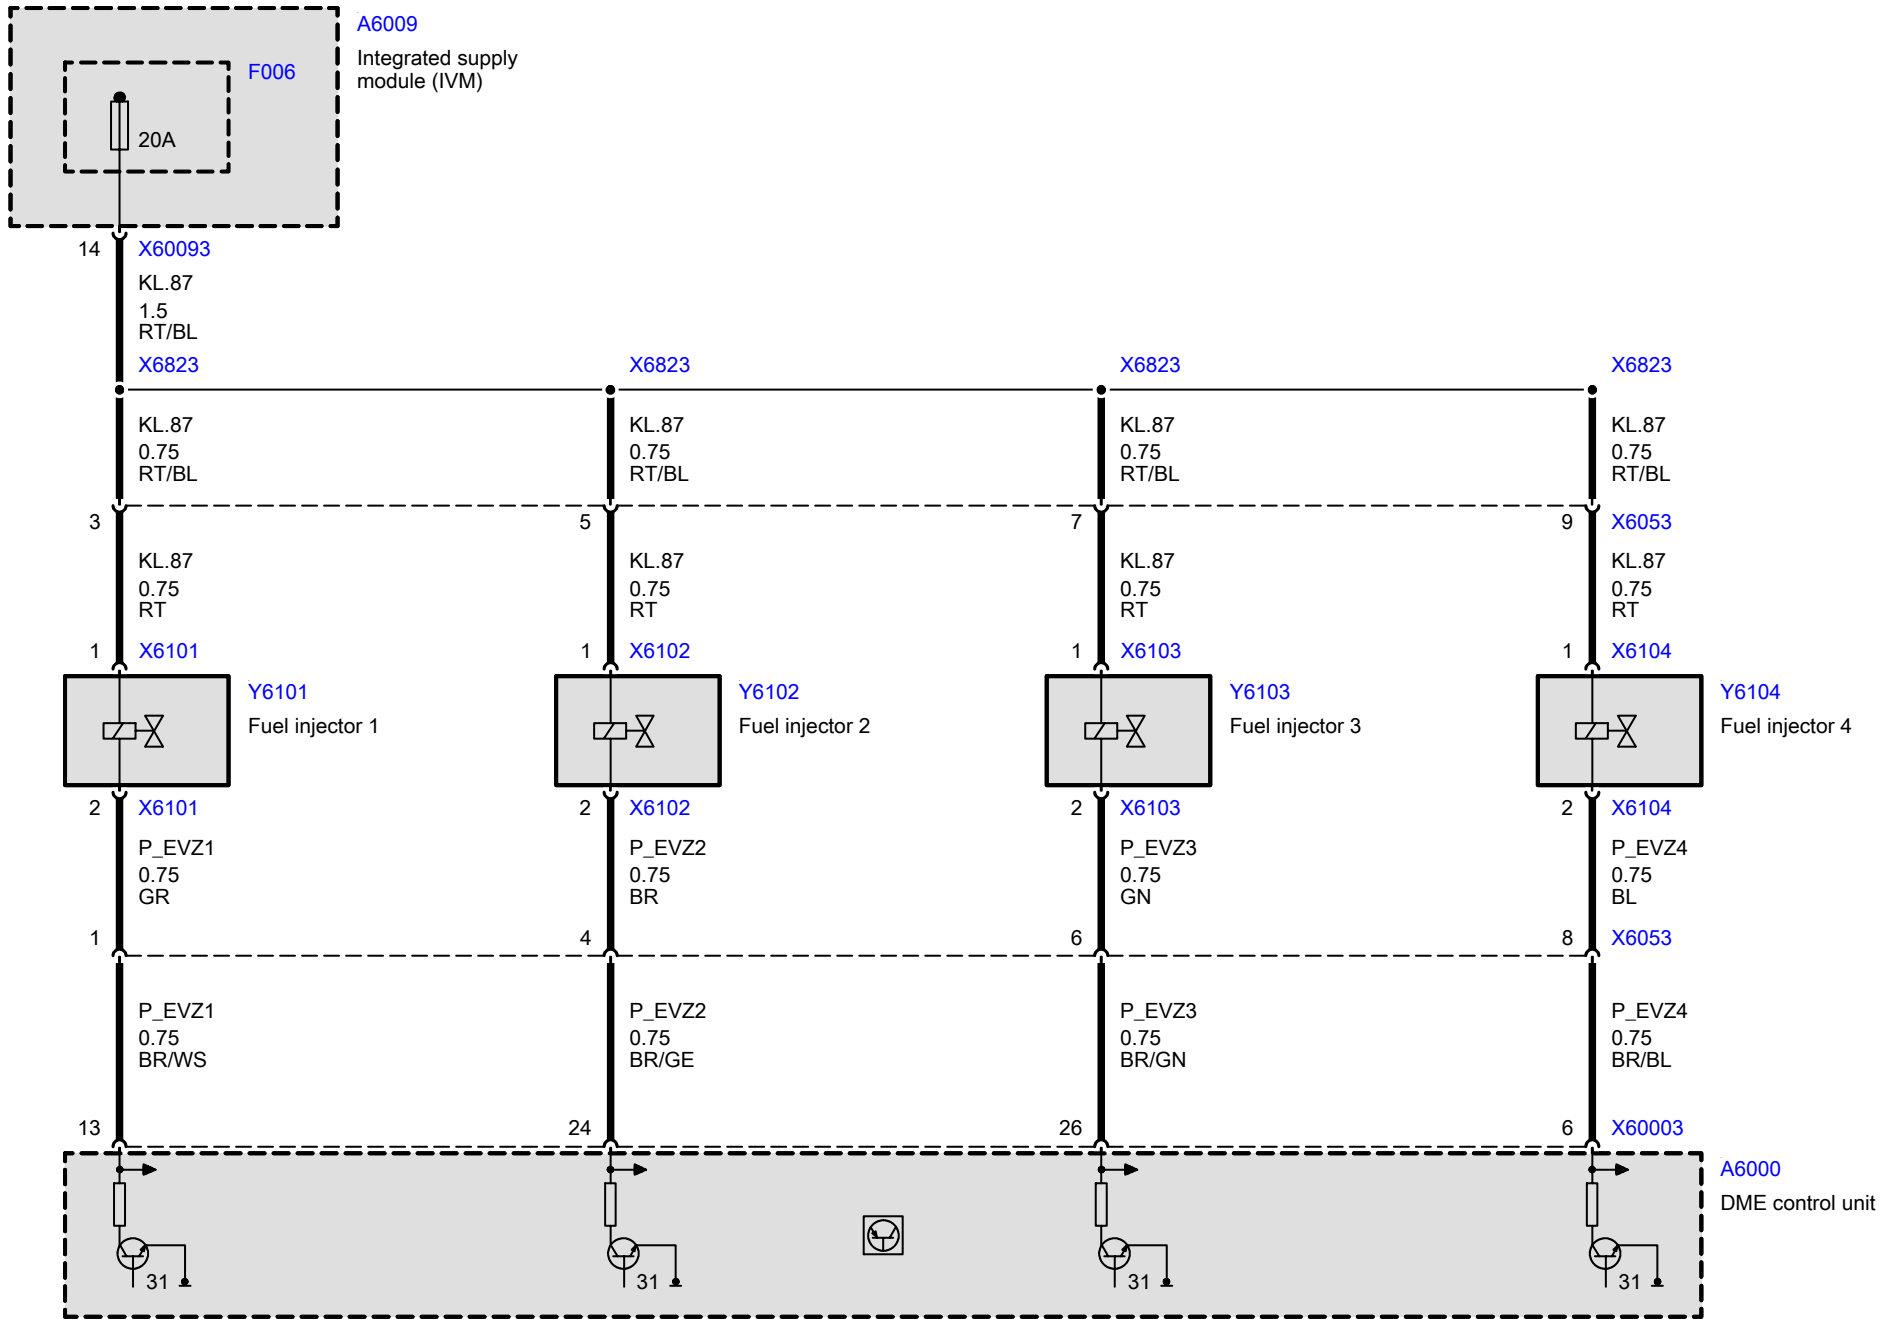 A6009
Integrated supply
module (IVM)
F006
20A
14 X60093
KL.87
1.5
RT/BL
X6823 X6823 X6823 X6823
KL.87 KL.87 KL.87 KL.87
0.75 0.75 0.75 0.75
RT/BL RT/BL RT/BL RT/BL
3 5 7 9 X6053
KL.87 KL.87 KL.87 KL.87
0.75 0.75 0.75 0.75
RT RT RT RT
1 X6101 1 X6102 1 X6103 1 X6104
Y6101 Y6102 Y6103 Y6104
Fuel injector 1 Fuel injector 2 Fuel injector 3 Fuel injector 4
2 X6101 2 X6102 2 X6103 2 X6104
P_EVZ1 P_EVZ2 P_EVZ3 P_EVZ4
0.75 0.75 0.75 0.75
GR BR GN BL
1 4 6 8 X6053
P_EVZ1 P_EVZ2 P_EVZ3 P_EVZ4
0.75 0.75 0.75 0.75
BR/WS BR/GE BR/GN BR/BL
13 24 26 6 X60003
A6000
DME control unit
31 31 31 31